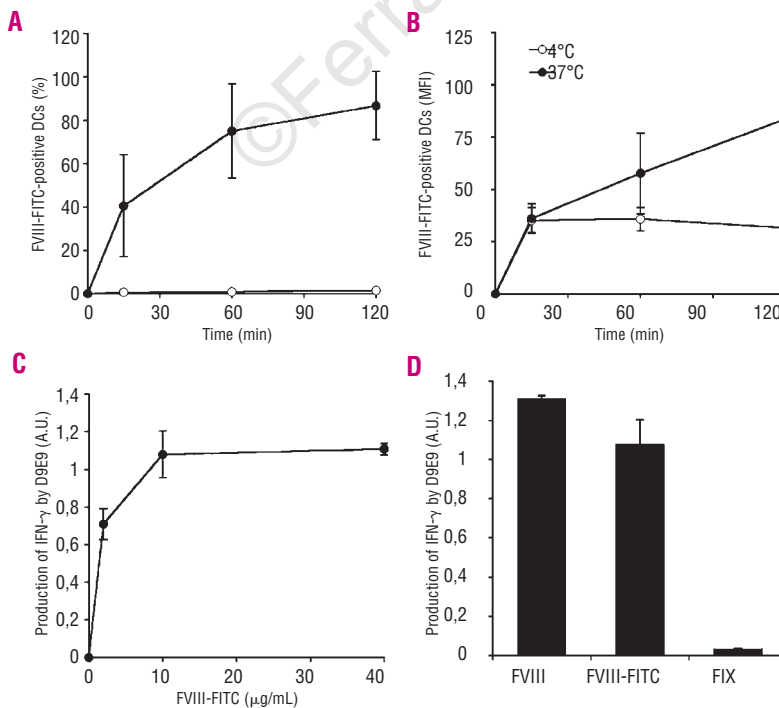 A
FVIII-FITC-positive DCs (%)
120
100
80
60
40
20
0
0 30 60 90 120
Time (min)
©Ferra
B
FVIII-FITC-positive DCs (MFI)
125
100
75
50
25
0
4°C
37°C
0 30 60 90 120
Time (min)
C
Production of IFN-γ by D9E9 (A.U.)
1,4
1,2
1
0,8
0,6
0,4
0,2
0
0 10 20 30 40
FVIII-FITC (μg/mL)
D
Production of IFN-γ by D9E9 (A.U.)
1,4
1,2
1
0,8
0,6
0,4
0,2
0
FVIII FVIII-FITC FIX